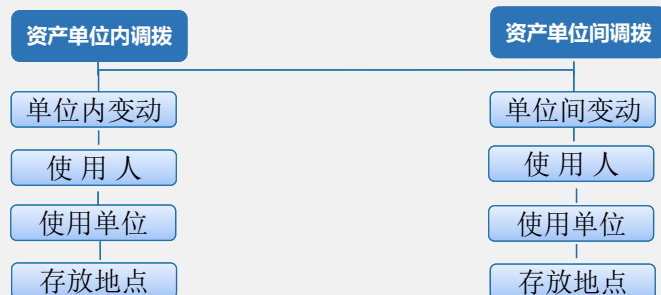 资产单位内调拨
资产单位间调拨
单位内变动
单位间变动
使用人
使用人
使用单位
使用单位
存放地点
存放地点